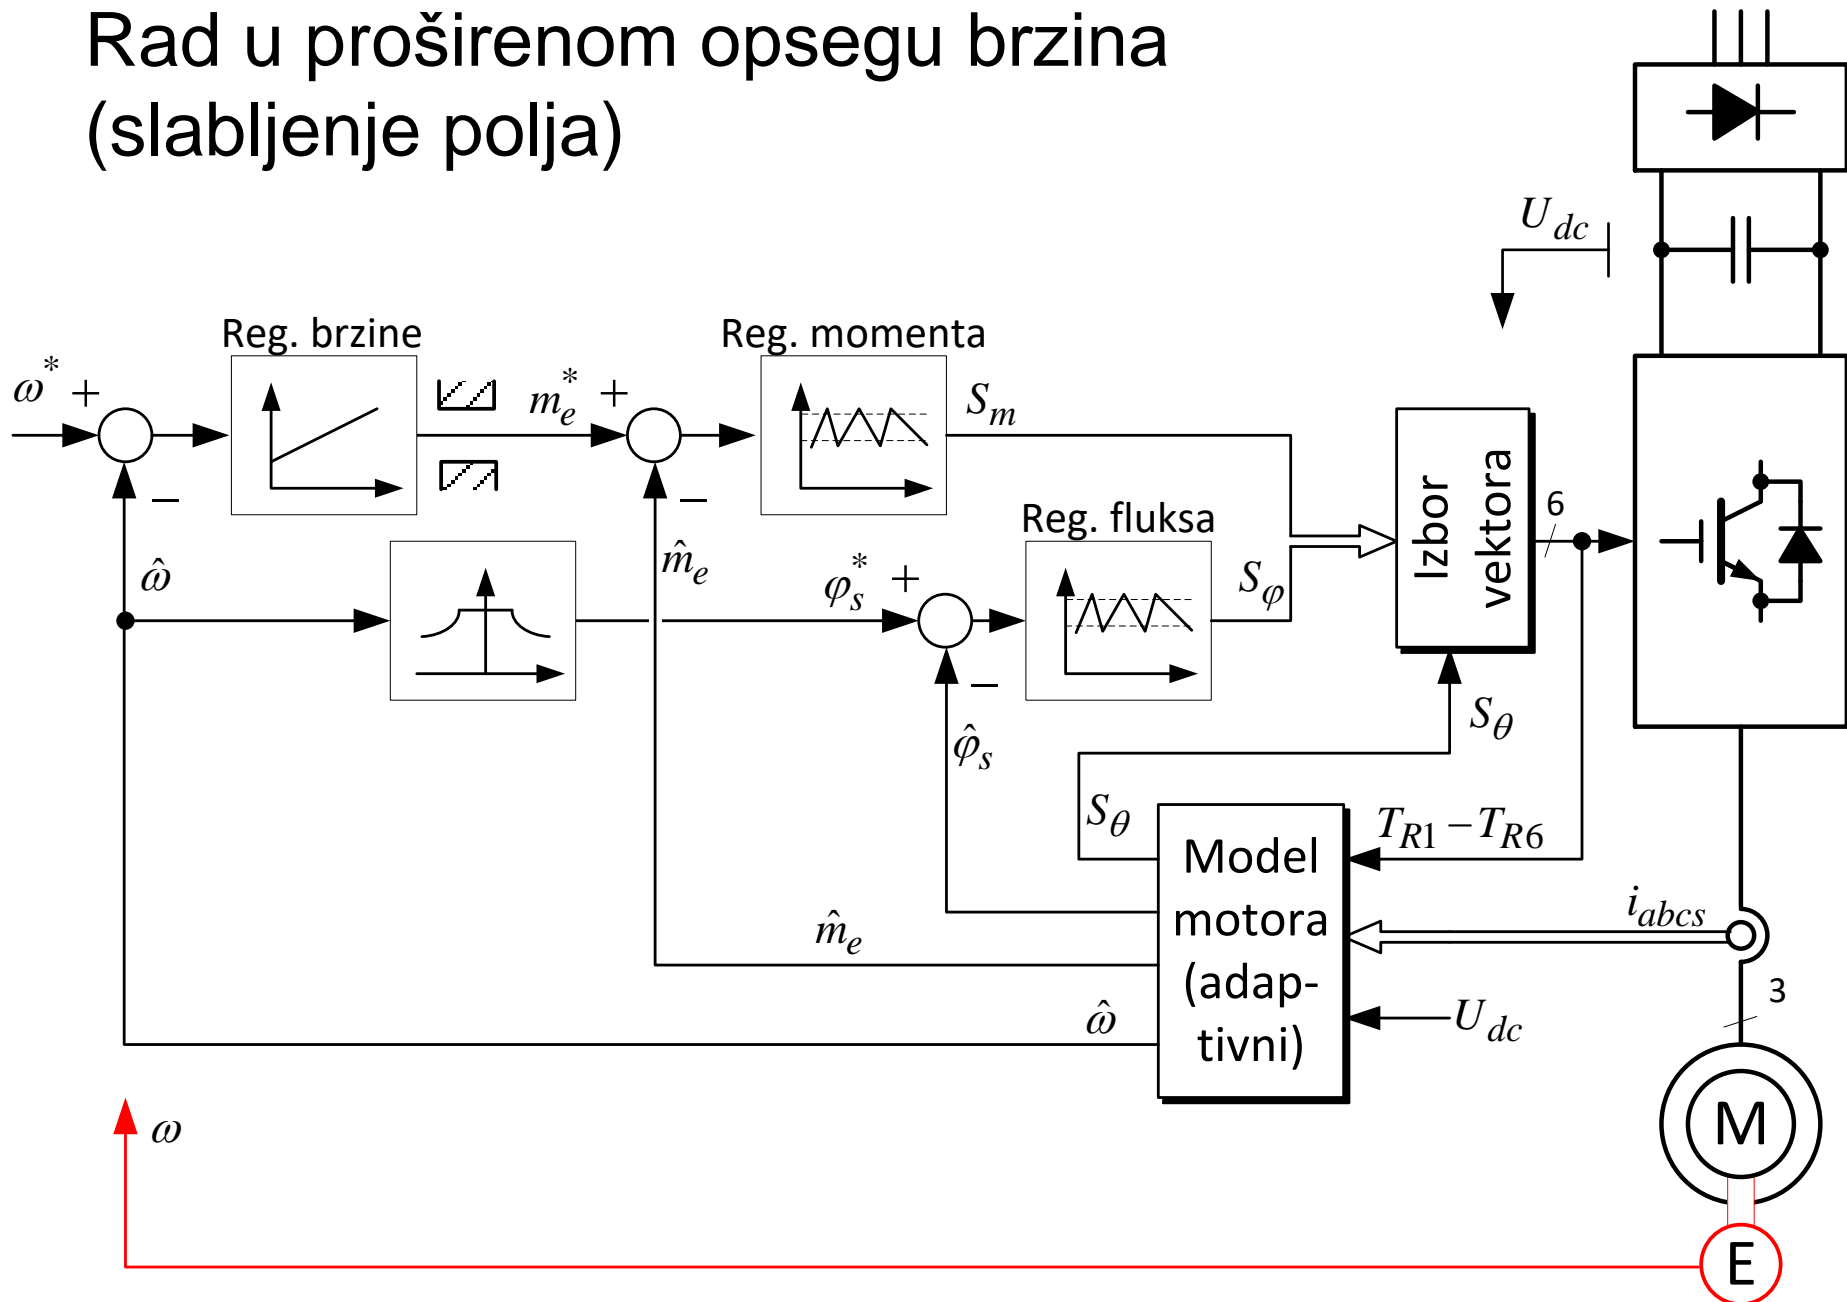 Rad u proširenom opsegu brzina
(slabljenje polja)
U_dc
Reg. brzine
Reg. momenta
ω* +
m_e* +
S_m
−
−
Reg. fluksa
Izbor
vektora
6
ω̂
m̂_e
φ_s* +
S_φ
−
S_θ
φ̂_s
S_θ
T_R1 − T_R6
Model
motora
(adap-
tivni)
i_abcs
m̂_e
3
ω̂
U_dc
ω
M
E